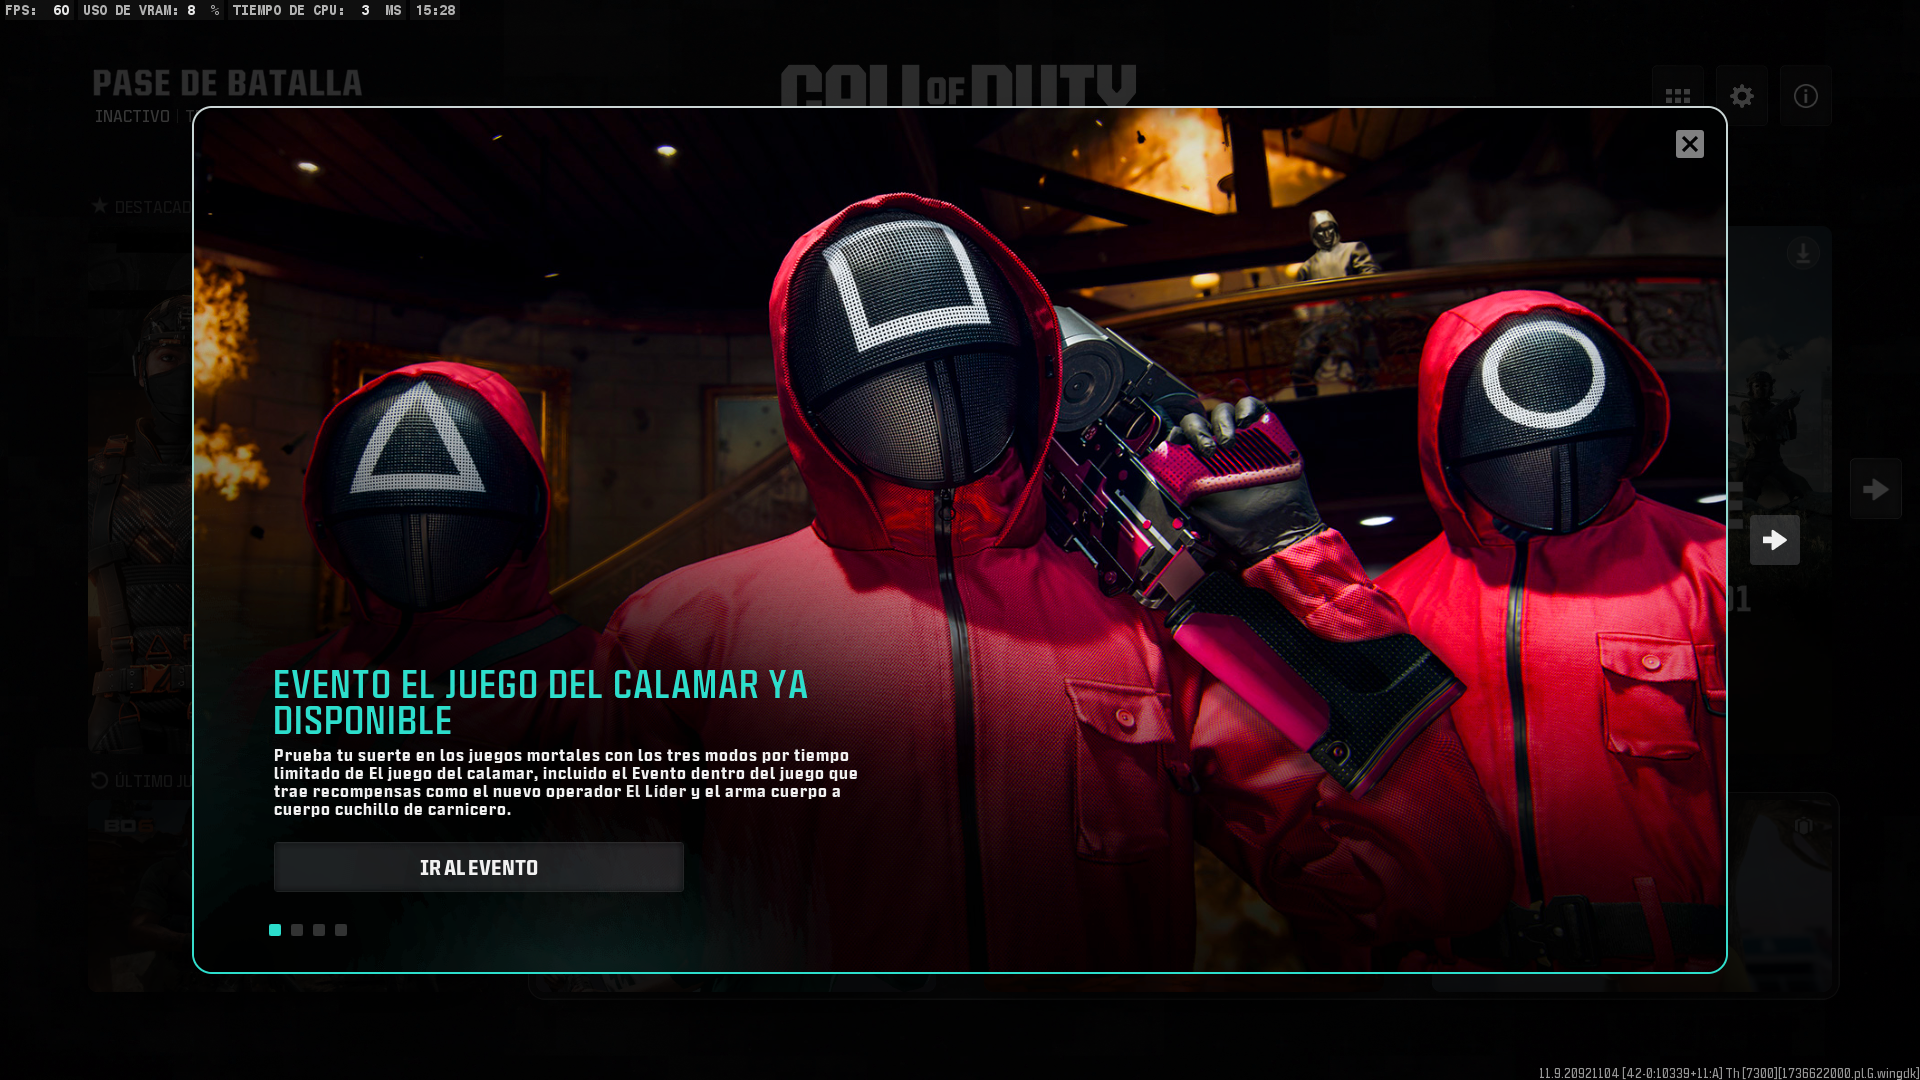 FPS: 60 USO DE VRAM: 8 % TIEMPO DE CPU: 3 MS 15:28
PASE DE BATALLA
CALL OF DUTY
INACTIVO
DESTACAD
EVENTO EL JUEGO DEL CALAMAR YA
DISPONIBLE
Prueba tu suerte en los juegos mortales con los tres modos por tiempo
limitado de El juego del calamar, incluido el Evento dentro del juego que
trae recompensas como el nuevo operador El Líder y el arma cuerpo a
cuerpo cuchillo de carnicero.
ÚLTIMO JU
BO6
IR AL EVENTO
11.9.20921104 [42-0:10339+11:A] Th [7300][1736622000.pl.G.wingdk]